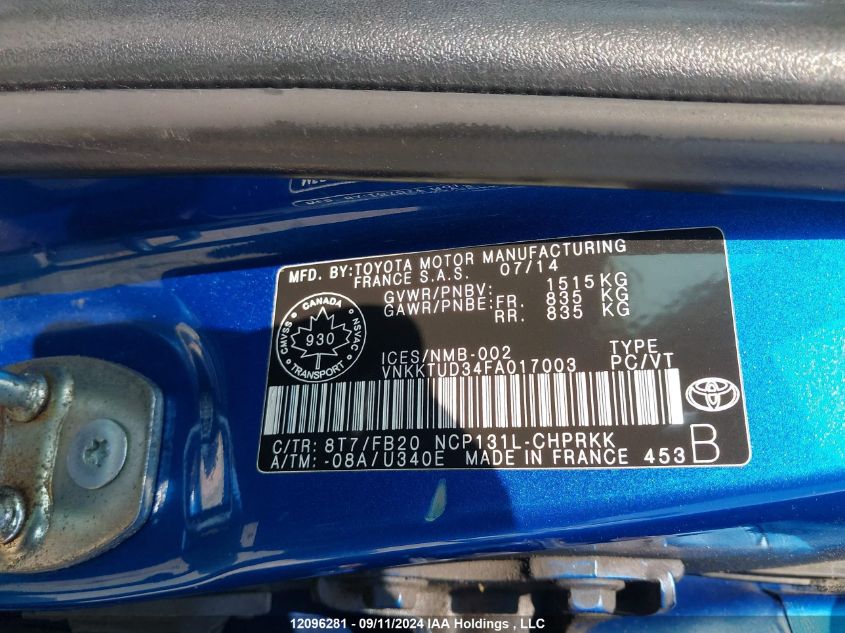 MFD. BY:TOYOTA MOTOR MANUFACTURING
FRANCE S.A.S. 07/14
GVWR/PNBV: 1515KG
GAWR/PNBE:FR. 835 KG
RR. 835 KG
CANADA
CMVSS NSVAC
930
TRANSPORT
ICES/NMB-002 TYPE
VNKKTUD34FA017003 PC/VT
C/TR: 8T7/FB20 NCP131L-CHPRKK
A/TM: -08A/U340E MADE IN FRANCE 453 B
12096281 - 09/11/2024 IAA Holdings , LLC